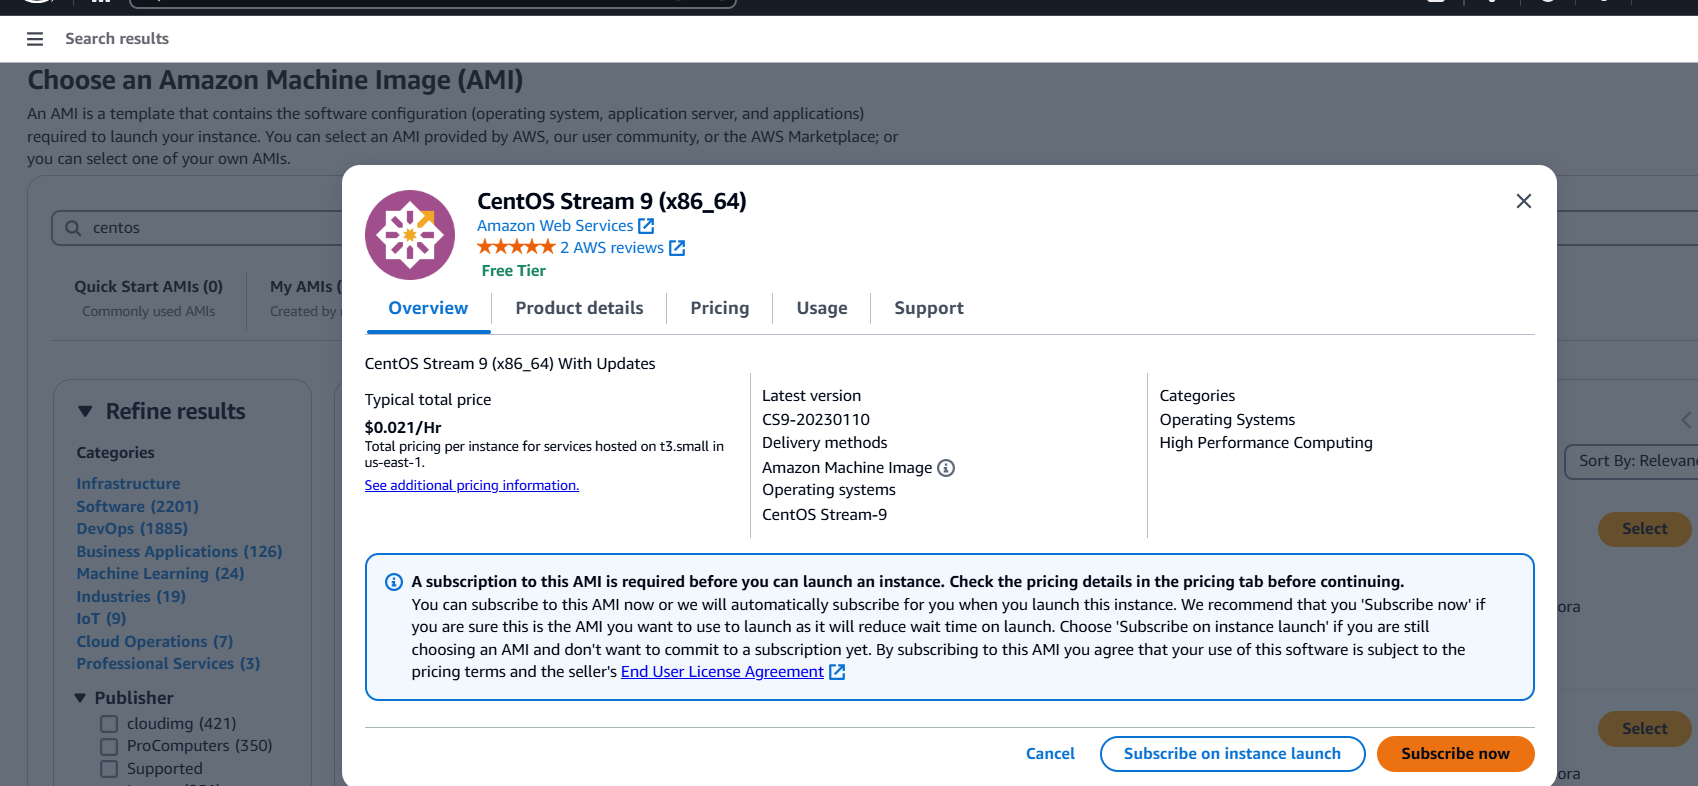 Search results
Choose an Amazon Machine Image (AMI)
An AMI is a template that contains the software configuration (operating system, application server, and applications)
required to launch your instance. You can select an AMI provided by AWS, our user community, or the AWS Marketplace; or
you can select one of your own AMIs.
centos
Quick Start AMIs (0)
Commonly used AMIs
My AMIs (
Created by
Refine results
Categories
Infrastructure
Software (2201)
DevOps (1885)
Business Applications (126)
Machine Learning (24)
Industries (19)
IoT (9)
Cloud Operations (7)
Professional Services (3)
Publisher
cloudimg (421)
ProComputers (350)
Supported
CentOS Stream 9 (x86_64)
Amazon Web Services
2 AWS reviews
Free Tier
Overview
Product details
Pricing
Usage
Support
CentOS Stream 9 (x86_64) With Updates
Typical total price
$0.021/Hr
Total pricing per instance for services hosted on t3.small in
us-east-1.
See additional pricing information.
Latest version
CS9-20230110
Delivery methods
Amazon Machine Image
Operating systems
CentOS Stream-9
Categories
Operating Systems
High Performance Computing
A subscription to this AMI is required before you can launch an instance. Check the pricing details in the pricing tab before continuing.
You can subscribe to this AMI now or we will automatically subscribe for you when you launch this instance. We recommend that you 'Subscribe now' if
you are sure this is the AMI you want to use to launch as it will reduce wait time on launch. Choose 'Subscribe on instance launch' if you are still
choosing an AMI and don't want to commit to a subscription yet. By subscribing to this AMI you agree that your use of this software is subject to the
pricing terms and the seller's End User License Agreement
Cancel
Subscribe on instance launch
Subscribe now
Sort By: Relevan
Select
ora
Select
ora